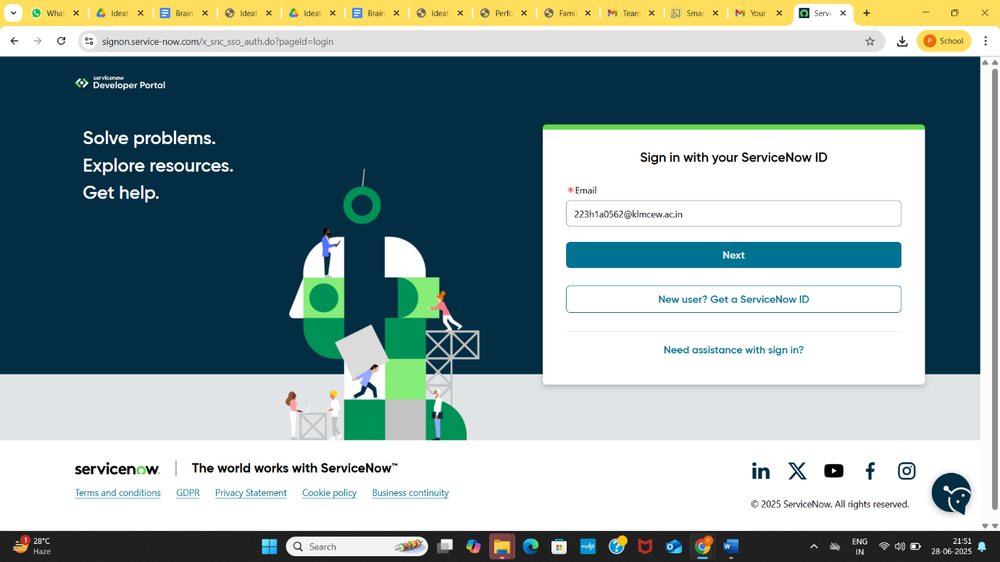 What
Ideat
Brain
Ideat
Ideat
Brain
Ideat
Perfo
Famil
Team
Smar
Your
Servi
signon.service-now.com/x_snc_sso_auth.do?pageId=login
P School
servicenow
Developer Portal
Solve problems.
Explore resources.
Get help.
Sign in with your ServiceNow ID
*Email
223h1a0562@klmcew.ac.in
Next
New user? Get a ServiceNow ID
Need assistance with sign in?
servicenow.
The world works with ServiceNow™
Terms and conditions GDPR Privacy Statement Cookie policy Business continuity
© 2025 ServiceNow. All rights reserved.
1
28°C
Haze
Search
myhp
P
W
ENG
IN
21:51
28-06-2025